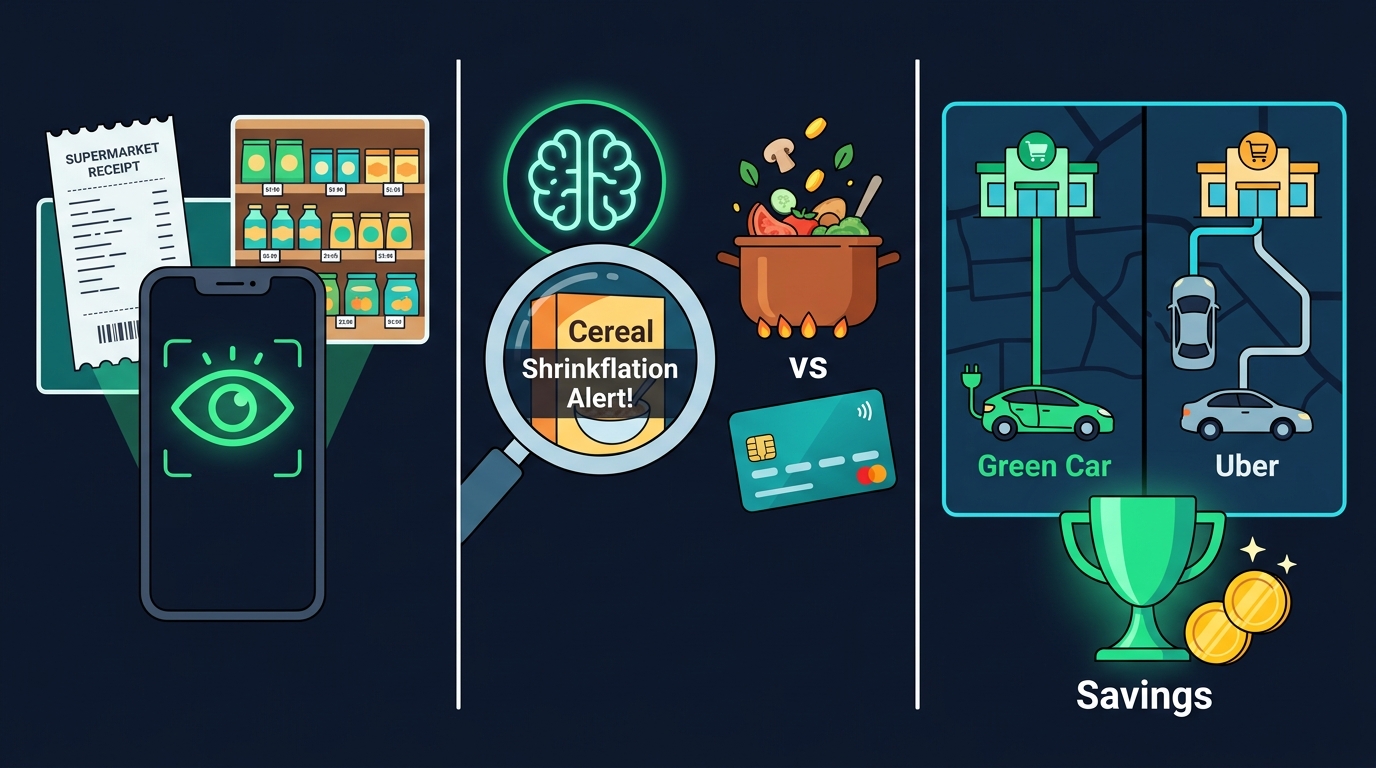 SUPERMARKET
RECEIPT
Cereal
Shrinkflation
Alert!
vs
Green Car
Uber
Savings